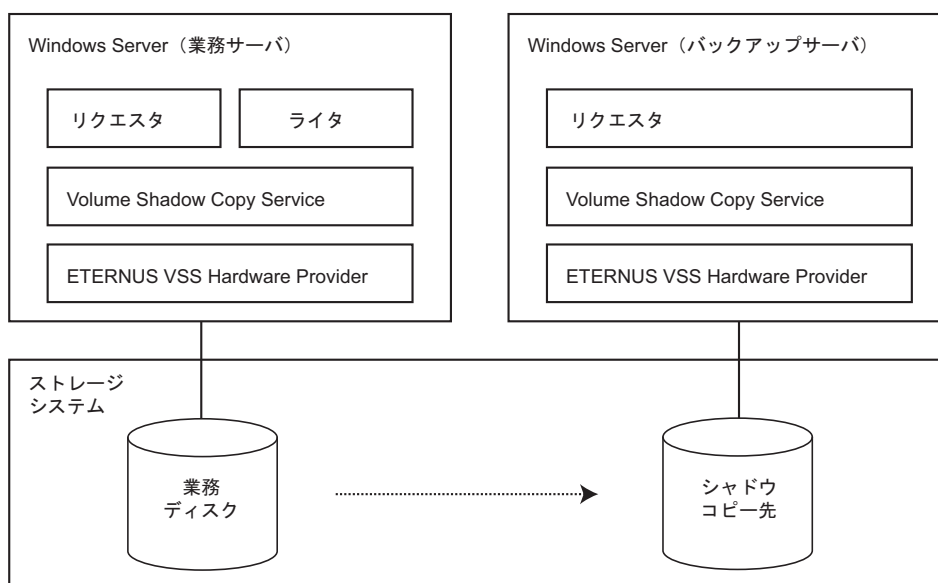 Windows Server（業務サーバ）
リクエスタ
ライタ
Volume Shadow Copy Service
ETERNUS VSS Hardware Provider
Windows Server（バックアップサーバ）
リクエスタ
Volume Shadow Copy Service
ETERNUS VSS Hardware Provider
ストレージ
システム
業務
ディスク
シャドウ
コピー先